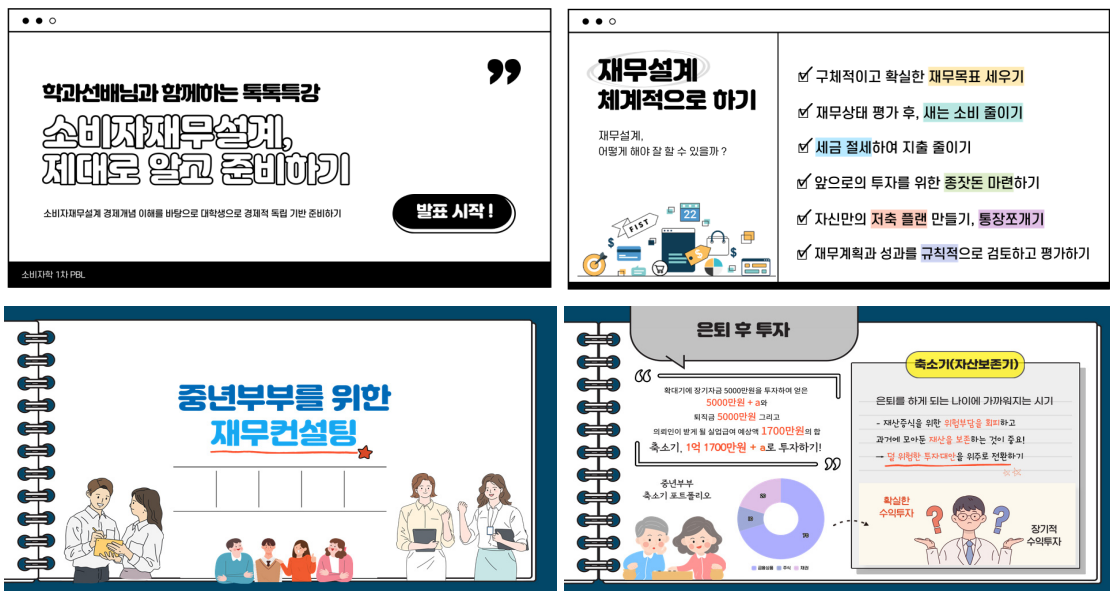 학과선배님과 함께하는 톡톡특강
소비자재무설계,
제대로 알고 준비하기
소비자재무설계 경제개념 이해를 바탕으로 대학생으로 경제적 독립 기반 준비하기
발표 시작 !
소비자학 1차 PBL
재무설계
체계적으로 하기
재무설계,
어떻게 해야 잘 할 수 있을까 ?
FIST
22
구체적이고 확실한 재무목표 세우기
재무상태 평가 후, 새는 소비 줄이기
세금 절세하여 지출 줄이기
앞으로의 투자를 위한 종잣돈 마련하기
자신만의 저축 플랜 만들기, 통장쪼개기
재무계획과 성과를 규칙적으로 검토하고 평가하기
중년부부를 위한
재무컨설팅
은퇴 후 투자
확대기에 장기자금 5000만원을 투자하여 얻은
5000만원 + a와
퇴직금 5000만원 그리고
의뢰인이 받게 될 실업급여 예상액 1700만원의 합
축소기, 1억 1700만원 + a로 투자하기!
중년부부
축소기 포트폴리오
금융상품 주식 채권
축소기(자산보존기)
은퇴를 하게 되는 나이에 가까워지는 시기
- 재산증식을 위한 위험부담을 회피하고
과거에 모아둔 재산을 보존하는 것이 중요!
→ 덜 위험한 투자대안을 위주로 전환하기
확실한
수익투자
장기적
수익투자